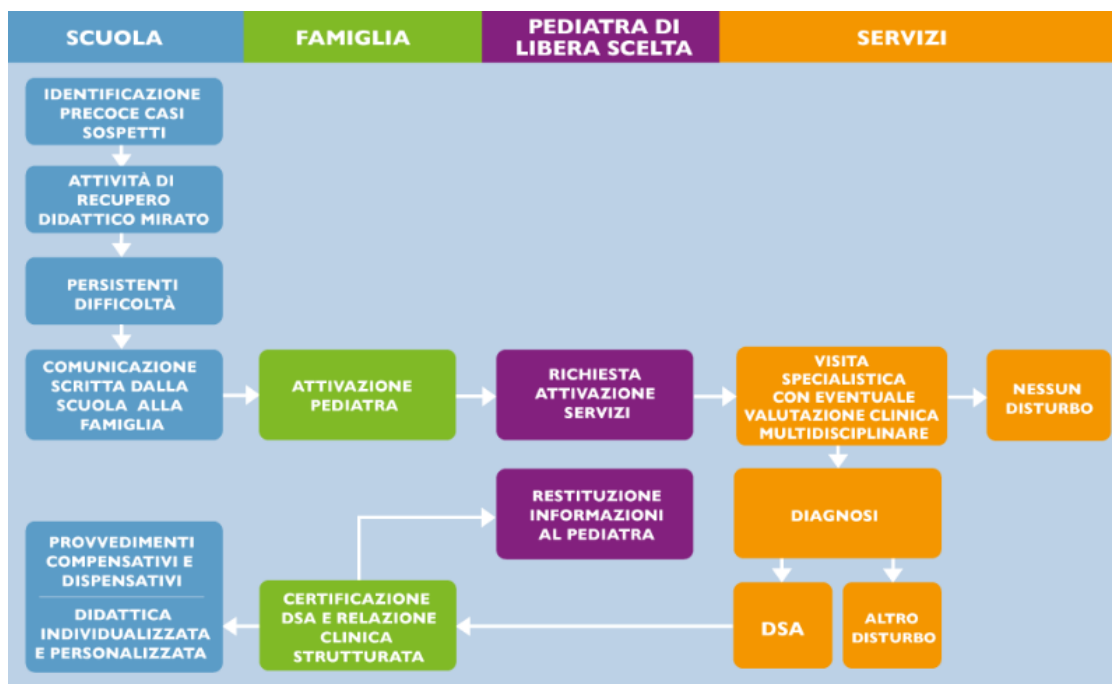 SCUOLA
FAMIGLIA
PEDIATRA DI
LIBERA SCELTA
SERVIZI
IDENTIFICAZIONE
PRECOCE CASI
SOSPETTI
ATTIVITÀ DI
RECUPERO
DIDATTICO MIRATO
PERSISTENTI
DIFFICOLTÀ
COMUNICAZIONE
SCRITTA DALLA
SCUOLA ALLA
FAMIGLIA
ATTIVAZIONE
PEDIATRA
RICHIESTA
ATTIVAZIONE
SERVIZI
VISITA
SPECIALISTICA
CON EVENTUALE
VALUTAZIONE CLINICA
MULTIDISCIPLINARE
NESSUN
DISTURBO
RESTITUZIONE
INFORMAZIONI
AL PEDIATRA
DIAGNOSI
PROVVEDIMENTI
COMPENSATIVI E
DISPENSATIVI
DIDATTICA
INDIVIDUALIZZATA
E PERSONALIZZATA
CERTIFICAZIONE
DSA E RELAZIONE
CLINICA
STRUTTURATA
DSA
ALTRO
DISTURBO